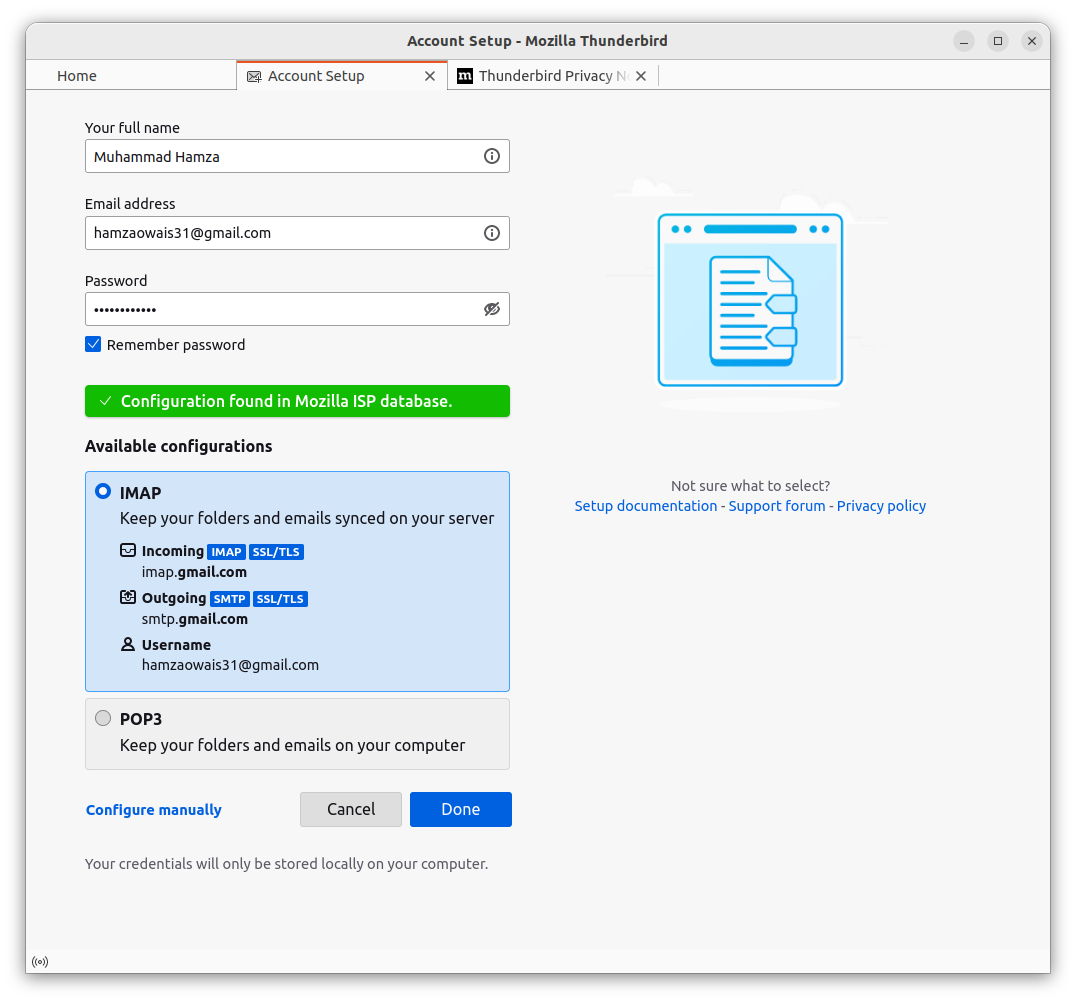 Account Setup - Mozilla Thunderbird
Home
Account Setup
m Thunderbird Privacy N
Your full name
Muhammad Hamza
Email address
hamzaowais31@gmail.com
Password
••••••••••••
Remember password
Configuration found in Mozilla ISP database.
Available configurations
IMAP
Keep your folders and emails synced on your server
Incoming IMAP SSL/TLS
imap.gmail.com
Outgoing SMTP SSL/TLS
smtp.gmail.com
Username
hamzaowais31@gmail.com
POP3
Keep your folders and emails on your computer
Configure manually
Cancel
Done
Your credentials will only be stored locally on your computer.
Not sure what to select?
Setup documentation - Support forum - Privacy policy